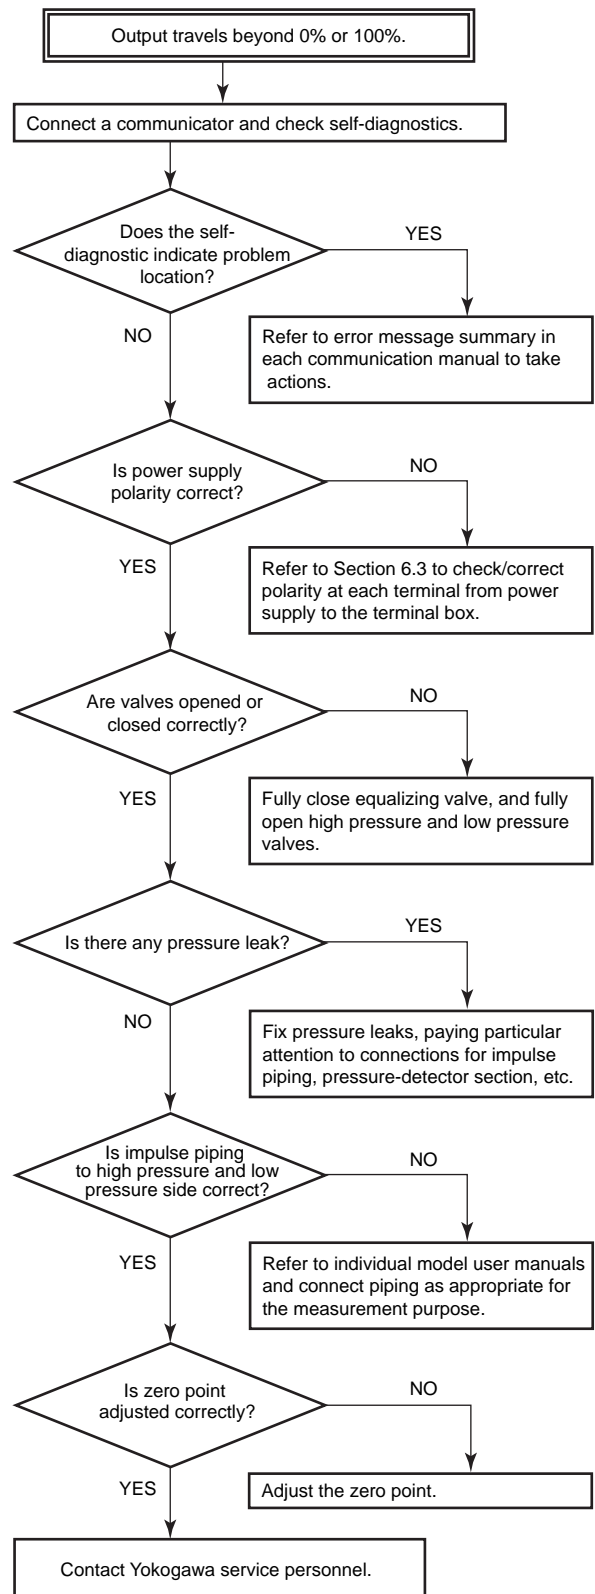 Output travels beyond 0% or 100%.
Connect a communicator and check self-diagnostics.
Does the self-
diagnostic indicate problem
location?
YES
NO
Refer to error message summary in
each communication manual to take
actions.
Is power supply
polarity correct?
NO
YES
Refer to Section 6.3 to check/correct
polarity at each terminal from power
supply to the terminal box.
Are valves opened or
closed correctly?
NO
YES
Fully close equalizing valve, and fully
open high pressure and low pressure
valves.
Is there any pressure leak?
YES
NO
Fix pressure leaks, paying particular
attention to connections for impulse
piping, pressure-detector section, etc.
Is impulse piping
to high pressure and low
pressure side correct?
NO
YES
Refer to individual model user manuals
and connect piping as appropriate for
the measurement purpose.
Is zero point
adjusted correctly?
NO
YES
Adjust the zero point.
Contact Yokogawa service personnel.